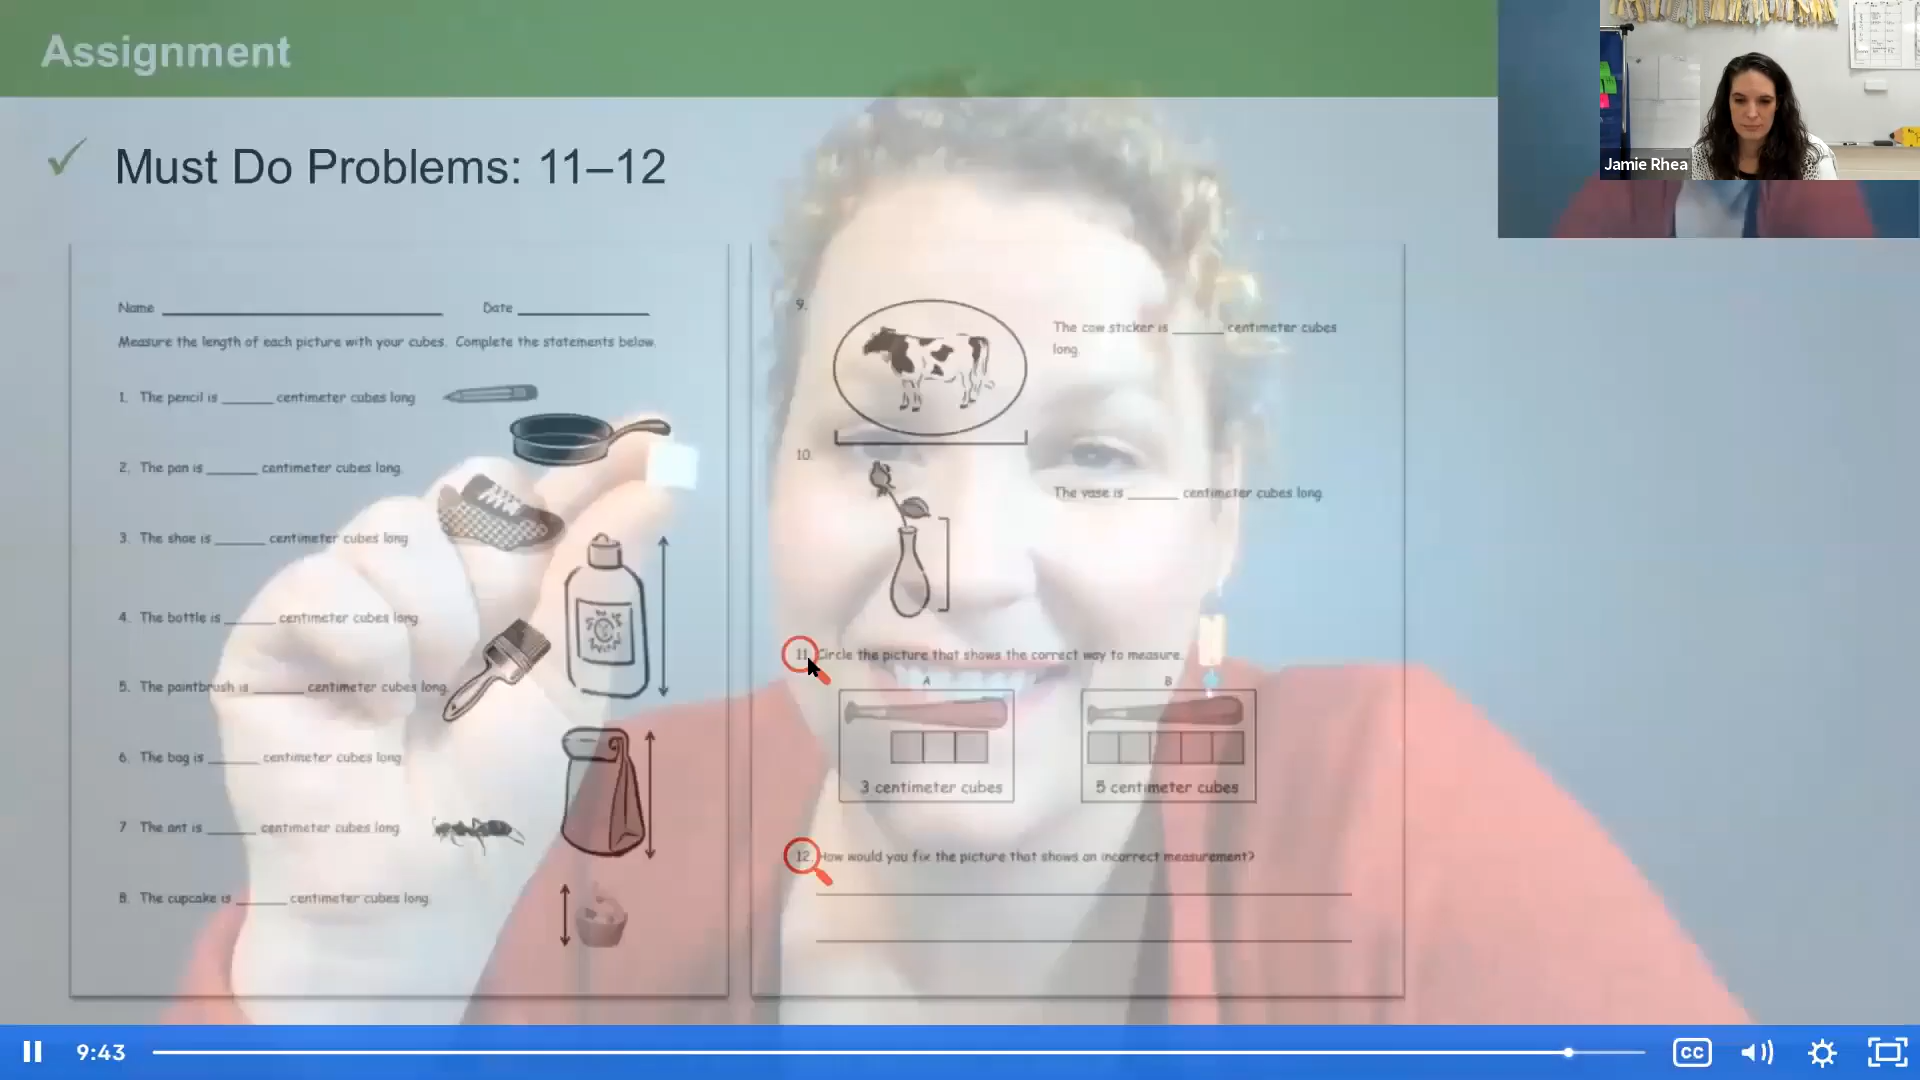 Assignment
Must Do Problems: 11–12
Jamie Rhea
Name Date
Measure the length of each picture with your cubes. Complete the statements below.
1. The pencil is ______ centimeter cubes long
2. The pan is ______ centimeter cubes long.
3. The shoe is ______ centimeter cubes long
4. The bottle is ______ centimeter cubes long.
5. The paintbrush is ______ centimeter cubes long.
6. The bag is ______ centimeter cubes long.
7 The ant is ______ centimeter cubes long.
8. The cupcake is ______ centimeter cubes long.
9.
The cow sticker is ______ centimeter cubes
long.
10.
The vase is ______ centimeter cubes long.
11. Circle the picture that shows the correct way to measure.
A B
3 centimeter cubes 5 centimeter cubes
12. How would you fix the picture that shows an incorrect measurement?
9:43 CC